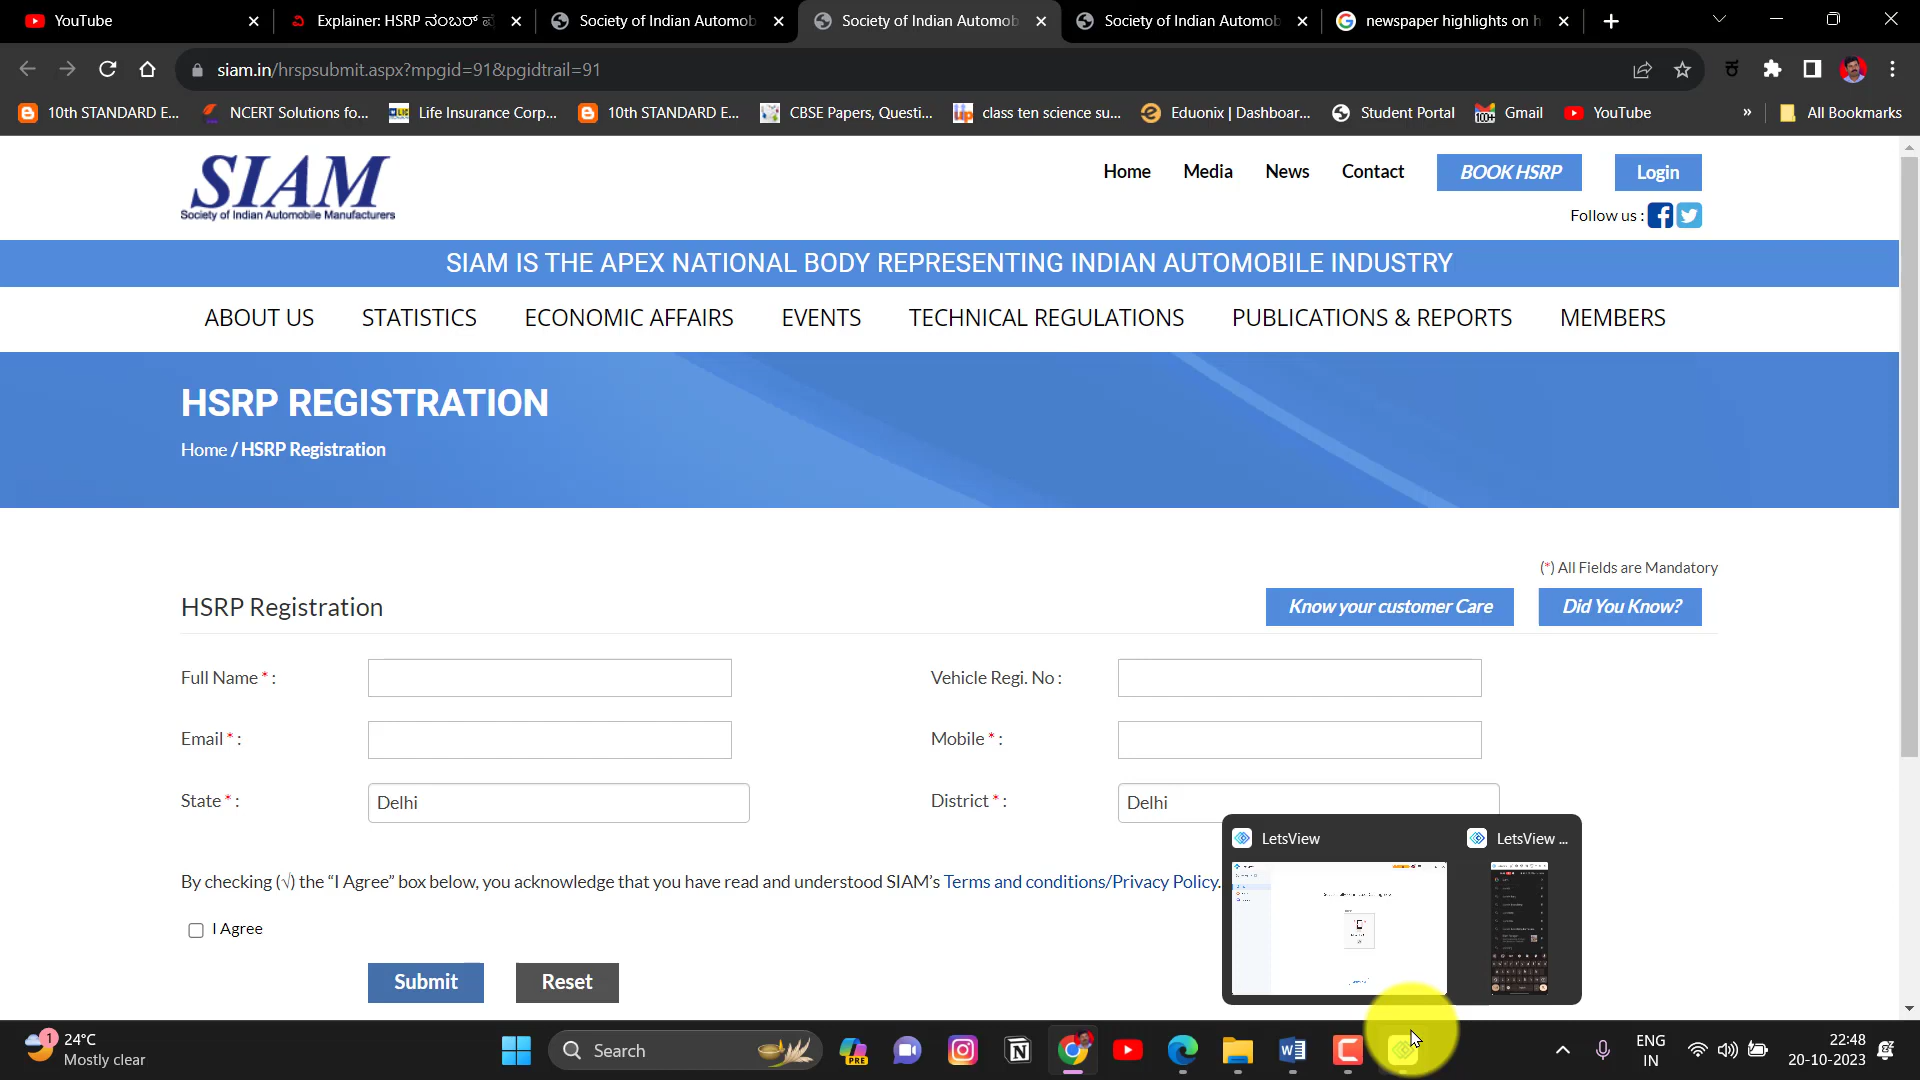 YouTube
Explainer: HSRP ನಂಬರ್
Society of Indian Automob
Society of Indian Automob
Society of Indian Automob
newspaper highlights on h
siam.in/hrspsubmit.aspx?mpgid=91&pgidtrail=91
10th STANDARD E...
NCERT Solutions fo...
Life Insurance Corp...
10th STANDARD E...
CBSE Papers, Questi...
class ten science su...
Eduonix | Dashboar...
Student Portal
Gmail
YouTube
»
All Bookmarks
SIAM
Society of Indian Automobile Manufacturers
Home
Media
News
Contact
BOOK HSRP
Login
Follow us :
SIAM IS THE APEX NATIONAL BODY REPRESENTING INDIAN AUTOMOBILE INDUSTRY
ABOUT US
STATISTICS
ECONOMIC AFFAIRS
EVENTS
TECHNICAL REGULATIONS
PUBLICATIONS & REPORTS
MEMBERS
HSRP REGISTRATION
Home / HSRP Registration
(*) All Fields are Mandatory
HSRP Registration
Know your customer Care
Did You Know?
Full Name * :
Vehicle Regi. No :
Email * :
Mobile * :
State * :
Delhi
District * :
Delhi
LetsView
LetsView ...
By checking (√) the “I Agree” box below, you acknowledge that you have read and understood SIAM’s Terms and conditions/Privacy Policy.
I Agree
Submit
Reset
1
24°C
Mostly clear
Search
PRE
ENG
IN
22:48
20-10-2023